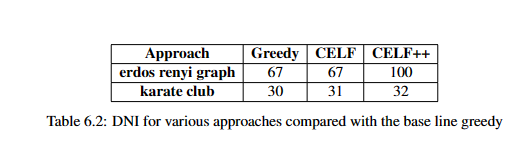 Approach Greedy CELF CELF++
erdos renyi graph 67 67 100
karate club 30 31 32
Table 6.2: DNI for various approaches compared with the base line greedy